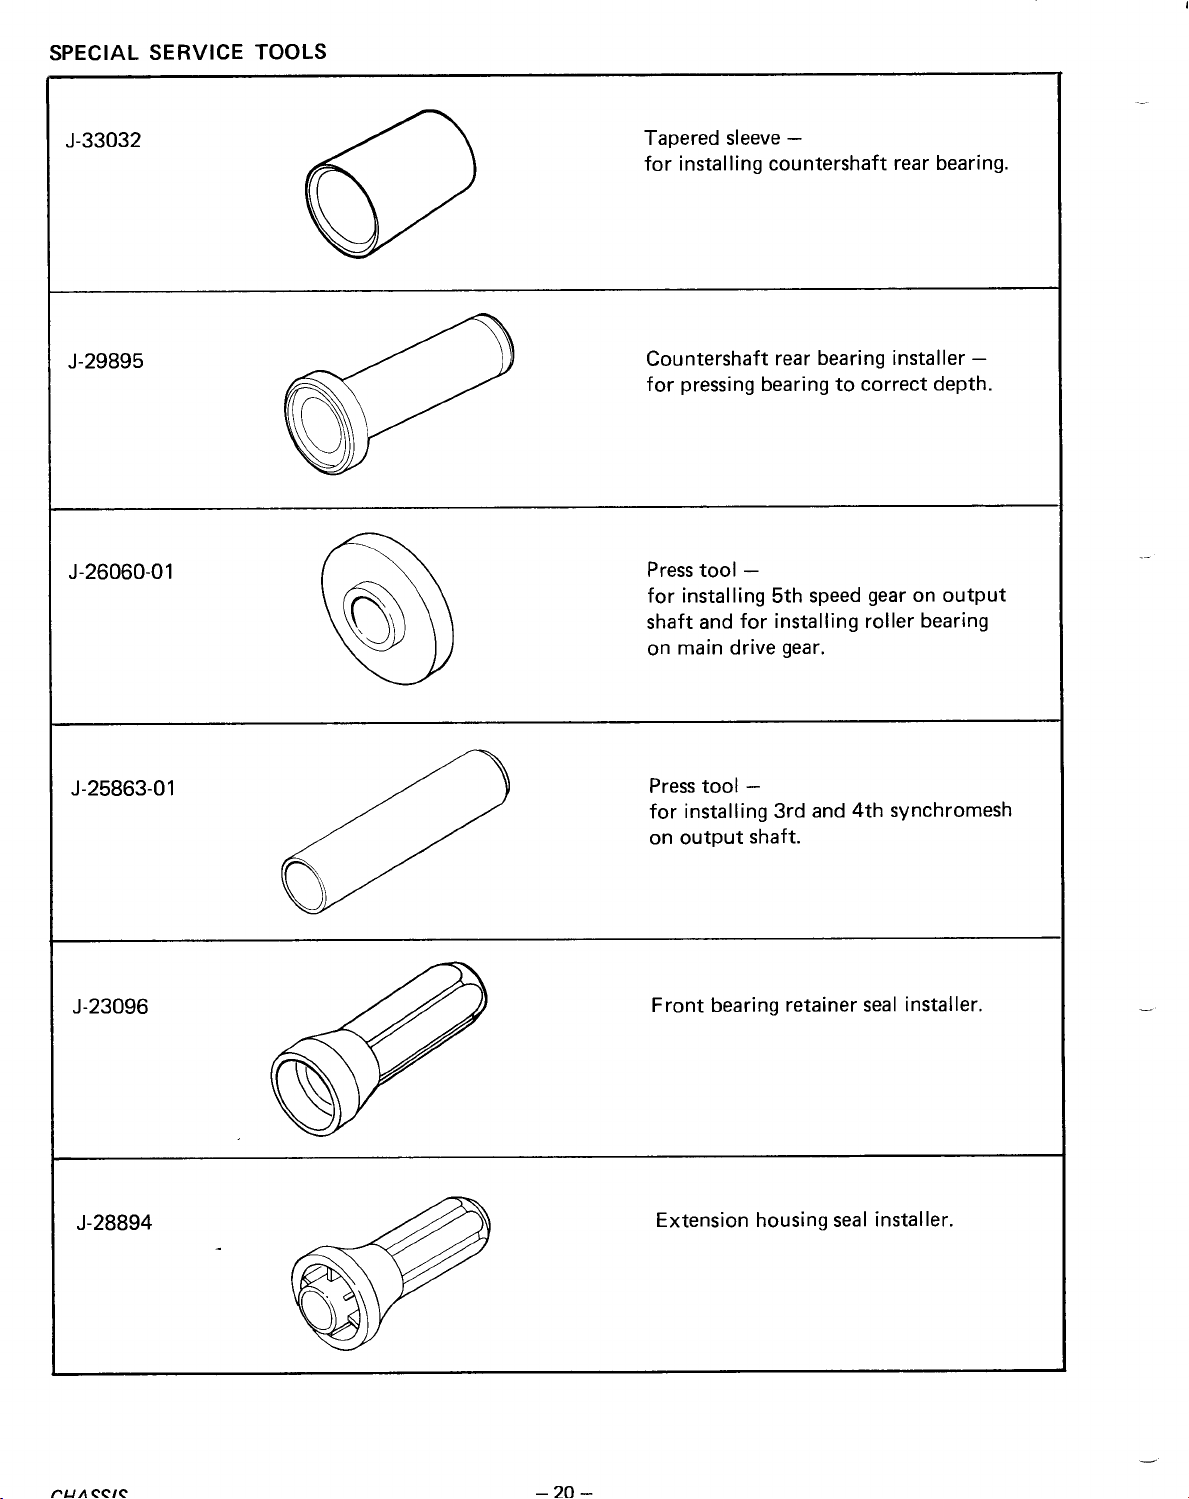 SPECIAL SERVICE TOOLS
J-33032
Tapered sleeve –
for installing countershaft rear bearing.
J-29895
Countershaft rear bearing installer –
for pressing bearing to correct depth.
J-26060-01
Press tool –
for installing 5th speed gear on output
shaft and for installing roller bearing
on main drive gear.
J-25863-01
Press tool –
for installing 3rd and 4th synchromesh
on output shaft.
J-23096
Front bearing retainer seal installer.
J-28894
Extension housing seal installer.
CHASSIS
– 20 –